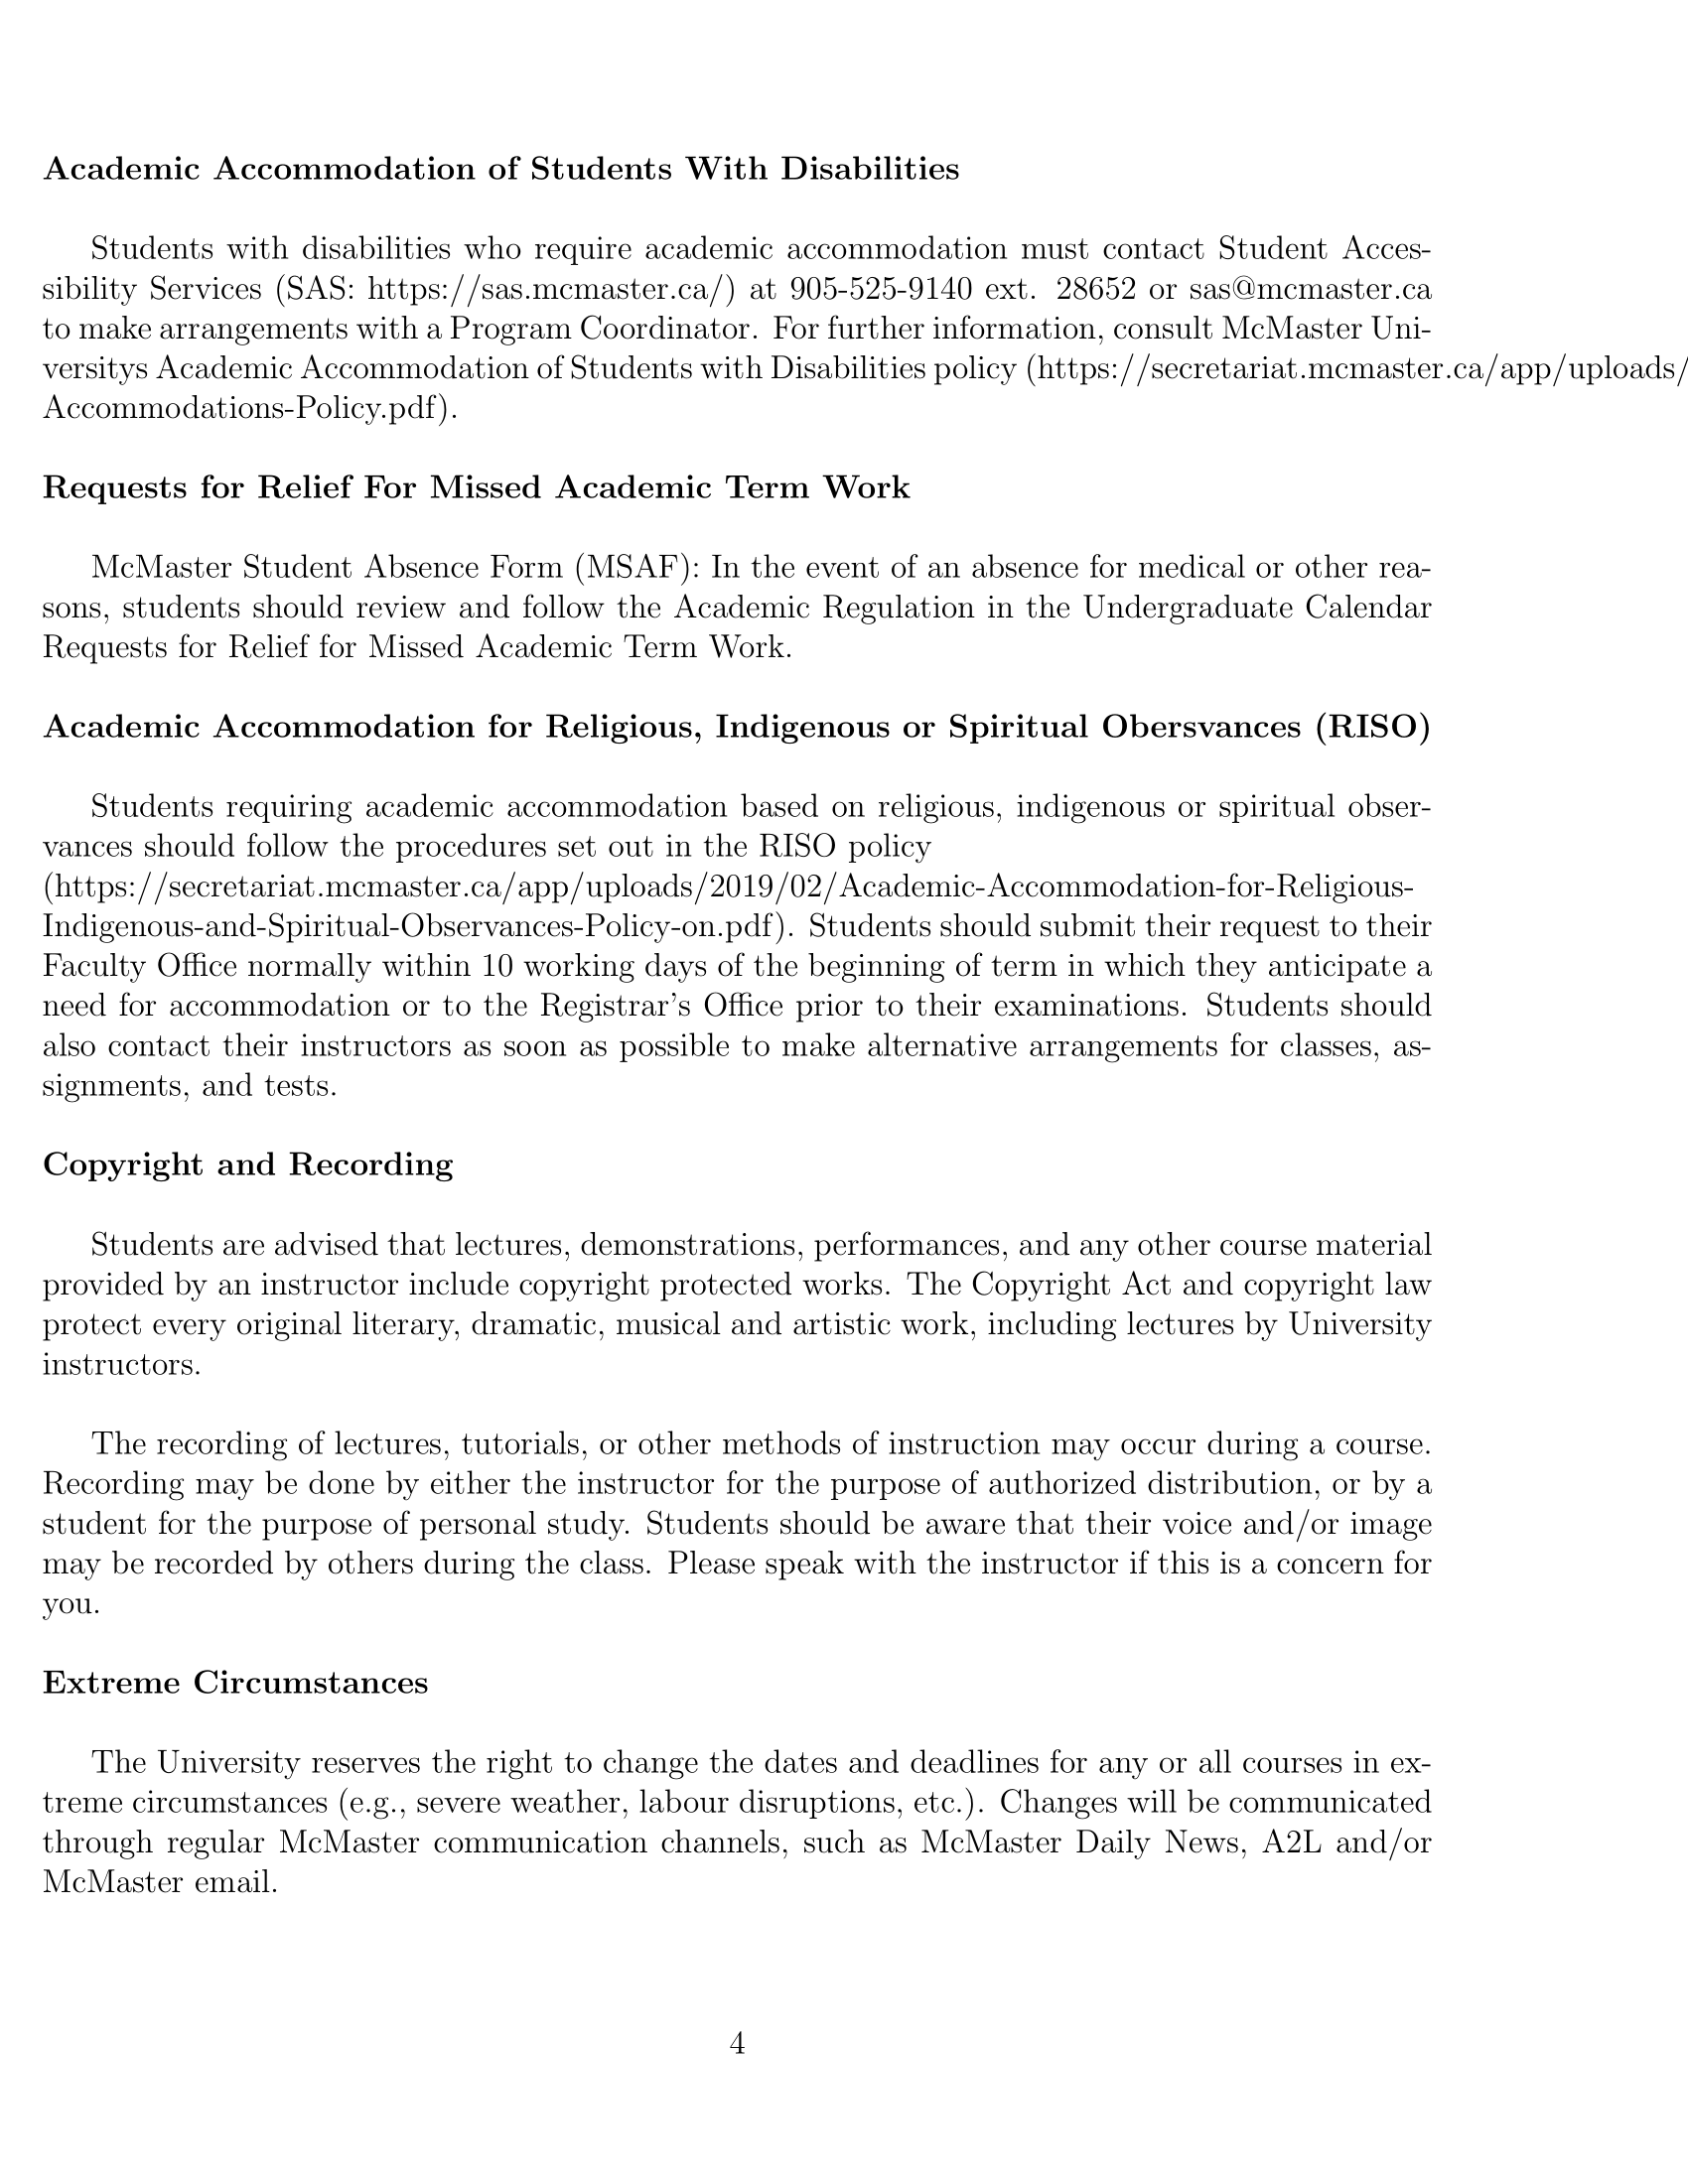 Academic Accommodation of Students With Disabilities
Students with disabilities who require academic accommodation must contact Student Acces-
sibility Services (SAS: https://sas.mcmaster.ca/) at 905-525-9140 ext. 28652 or sas@mcmaster.ca
to make arrangements with a Program Coordinator. For further information, consult McMaster Uni-
versitys Academic Accommodation of Students with Disabilities policy (https://secretariat.mcmaster.ca/app/uploads/
Accommodations-Policy.pdf).
Requests for Relief For Missed Academic Term Work
McMaster Student Absence Form (MSAF): In the event of an absence for medical or other rea-
sons, students should review and follow the Academic Regulation in the Undergraduate Calendar
Requests for Relief for Missed Academic Term Work.
Academic Accommodation for Religious, Indigenous or Spiritual Obersvances (RISO)
Students requiring academic accommodation based on religious, indigenous or spiritual obser-
vances should follow the procedures set out in the RISO policy
(https://secretariat.mcmaster.ca/app/uploads/2019/02/Academic-Accommodation-for-Religious-
Indigenous-and-Spiritual-Observances-Policy-on.pdf). Students should submit their request to their
Faculty Office normally within 10 working days of the beginning of term in which they anticipate a
need for accommodation or to the Registrar's Office prior to their examinations. Students should
also contact their instructors as soon as possible to make alternative arrangements for classes, as-
signments, and tests.
Copyright and Recording
Students are advised that lectures, demonstrations, performances, and any other course material
provided by an instructor include copyright protected works. The Copyright Act and copyright law
protect every original literary, dramatic, musical and artistic work, including lectures by University
instructors.
The recording of lectures, tutorials, or other methods of instruction may occur during a course.
Recording may be done by either the instructor for the purpose of authorized distribution, or by a
student for the purpose of personal study. Students should be aware that their voice and/or image
may be recorded by others during the class. Please speak with the instructor if this is a concern for
you.
Extreme Circumstances
The University reserves the right to change the dates and deadlines for any or all courses in ex-
treme circumstances (e.g., severe weather, labour disruptions, etc.). Changes will be communicated
through regular McMaster communication channels, such as McMaster Daily News, A2L and/or
McMaster email.
4